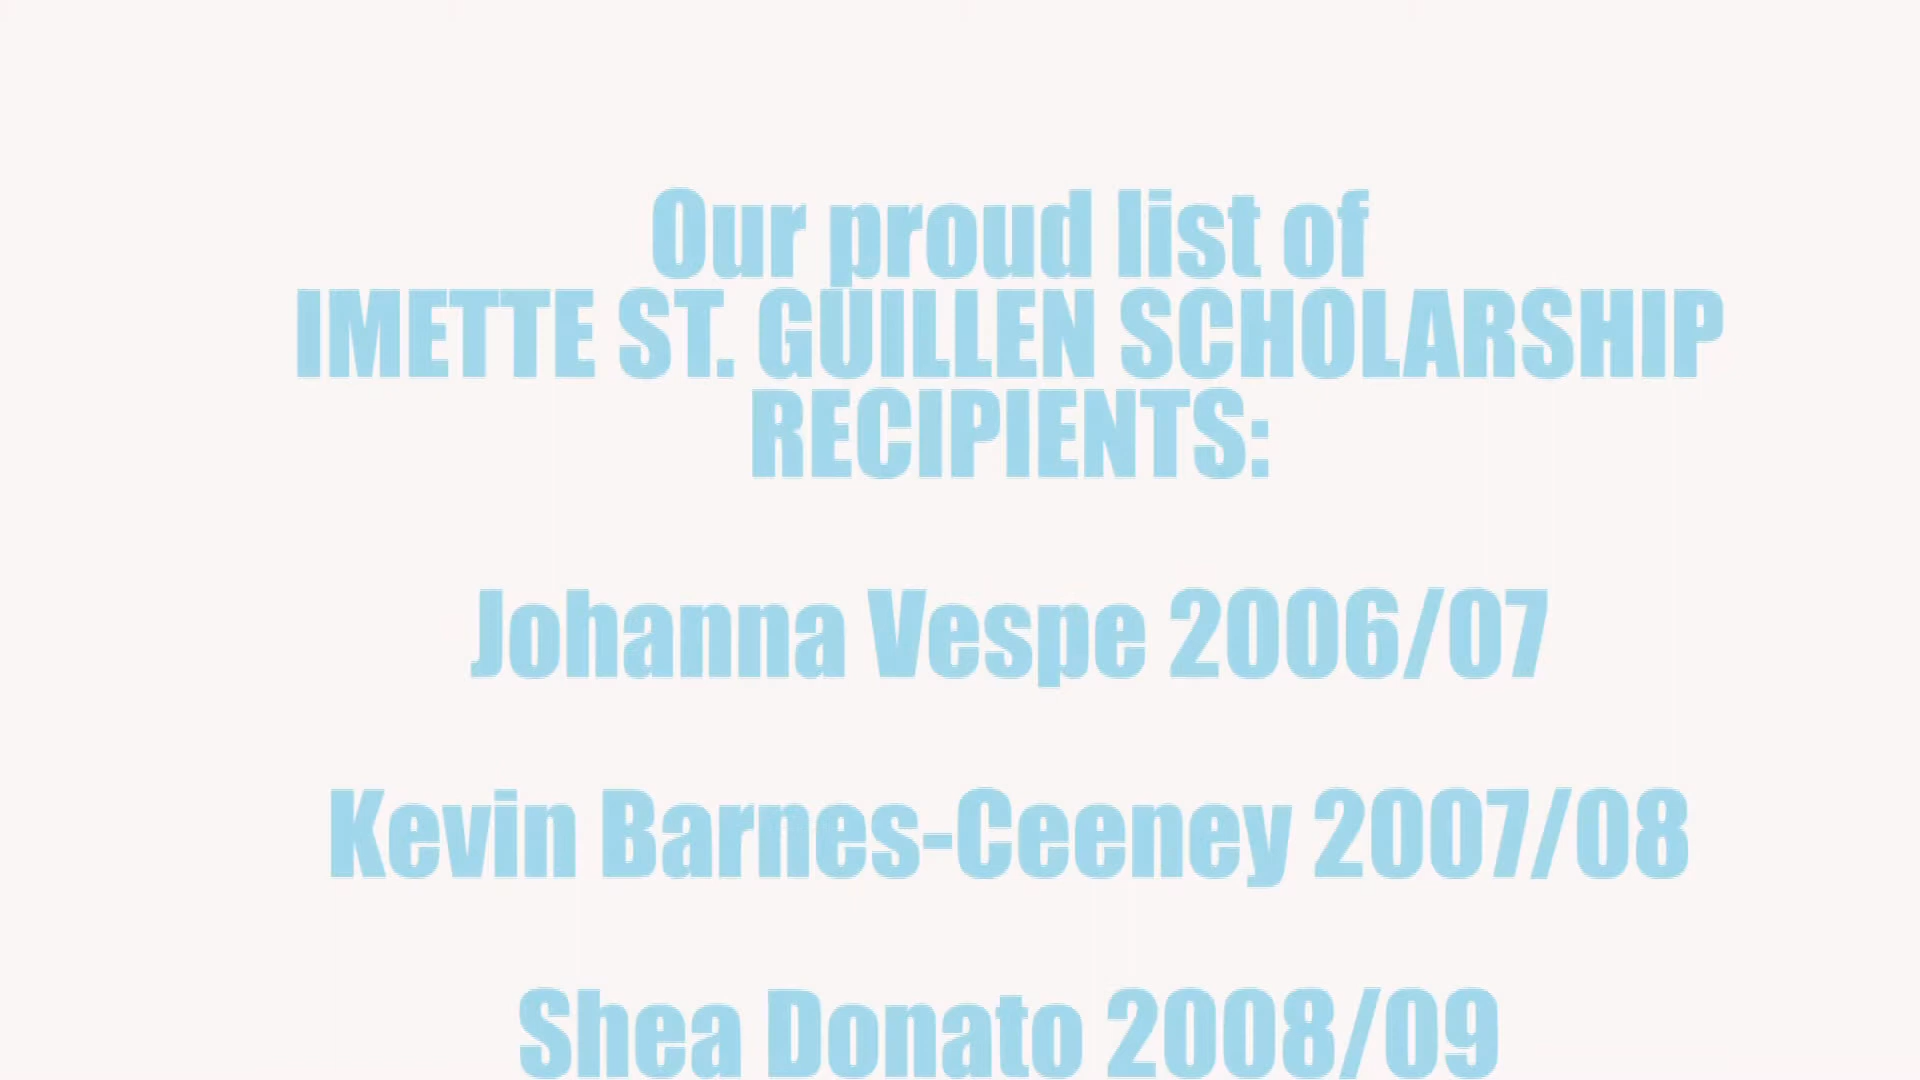 Our proud list of
IMETTE ST. GUILLEN SCHOLARSHIP
RECIPIENTS:
Johanna Vespe 2006/07
Kevin Barnes-Ceeney 2007/08
Shea Donato 2008/09